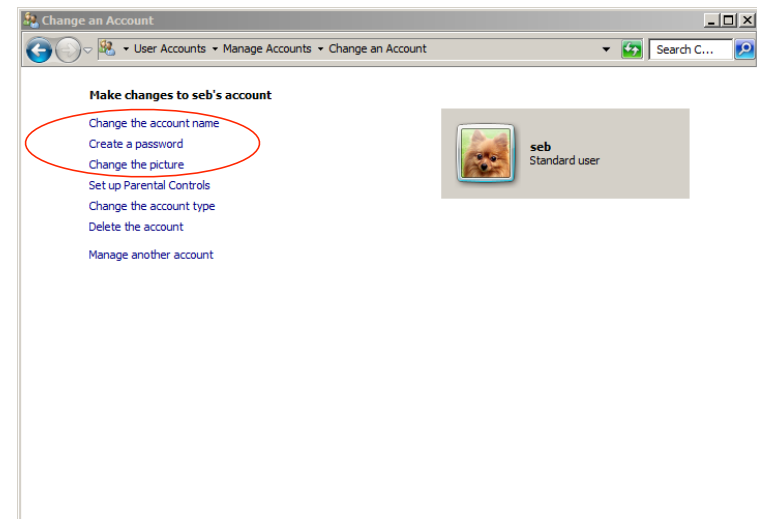 Change an Account
User Accounts Manage Accounts Change an Account Search C...
Make changes to seb's account
Change the account name
Create a password
Change the picture
Set up Parental Controls
Change the account type
Delete the account
Manage another account
seb
Standard user